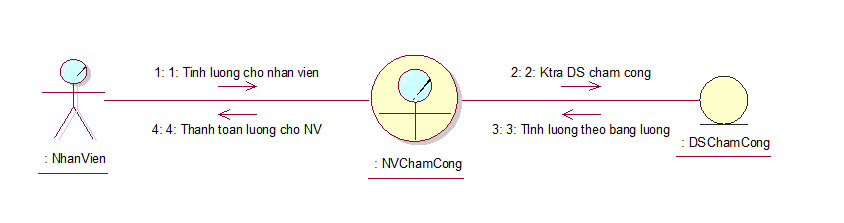 1: 1: Tinh luong cho nhan vien
4: 4: Thanh toan luong cho NV
: NhanVien
: NVChamCong
2: 2: Ktra DS cham cong
3: 3: TInh luong theo bang luong
: DSChamCong